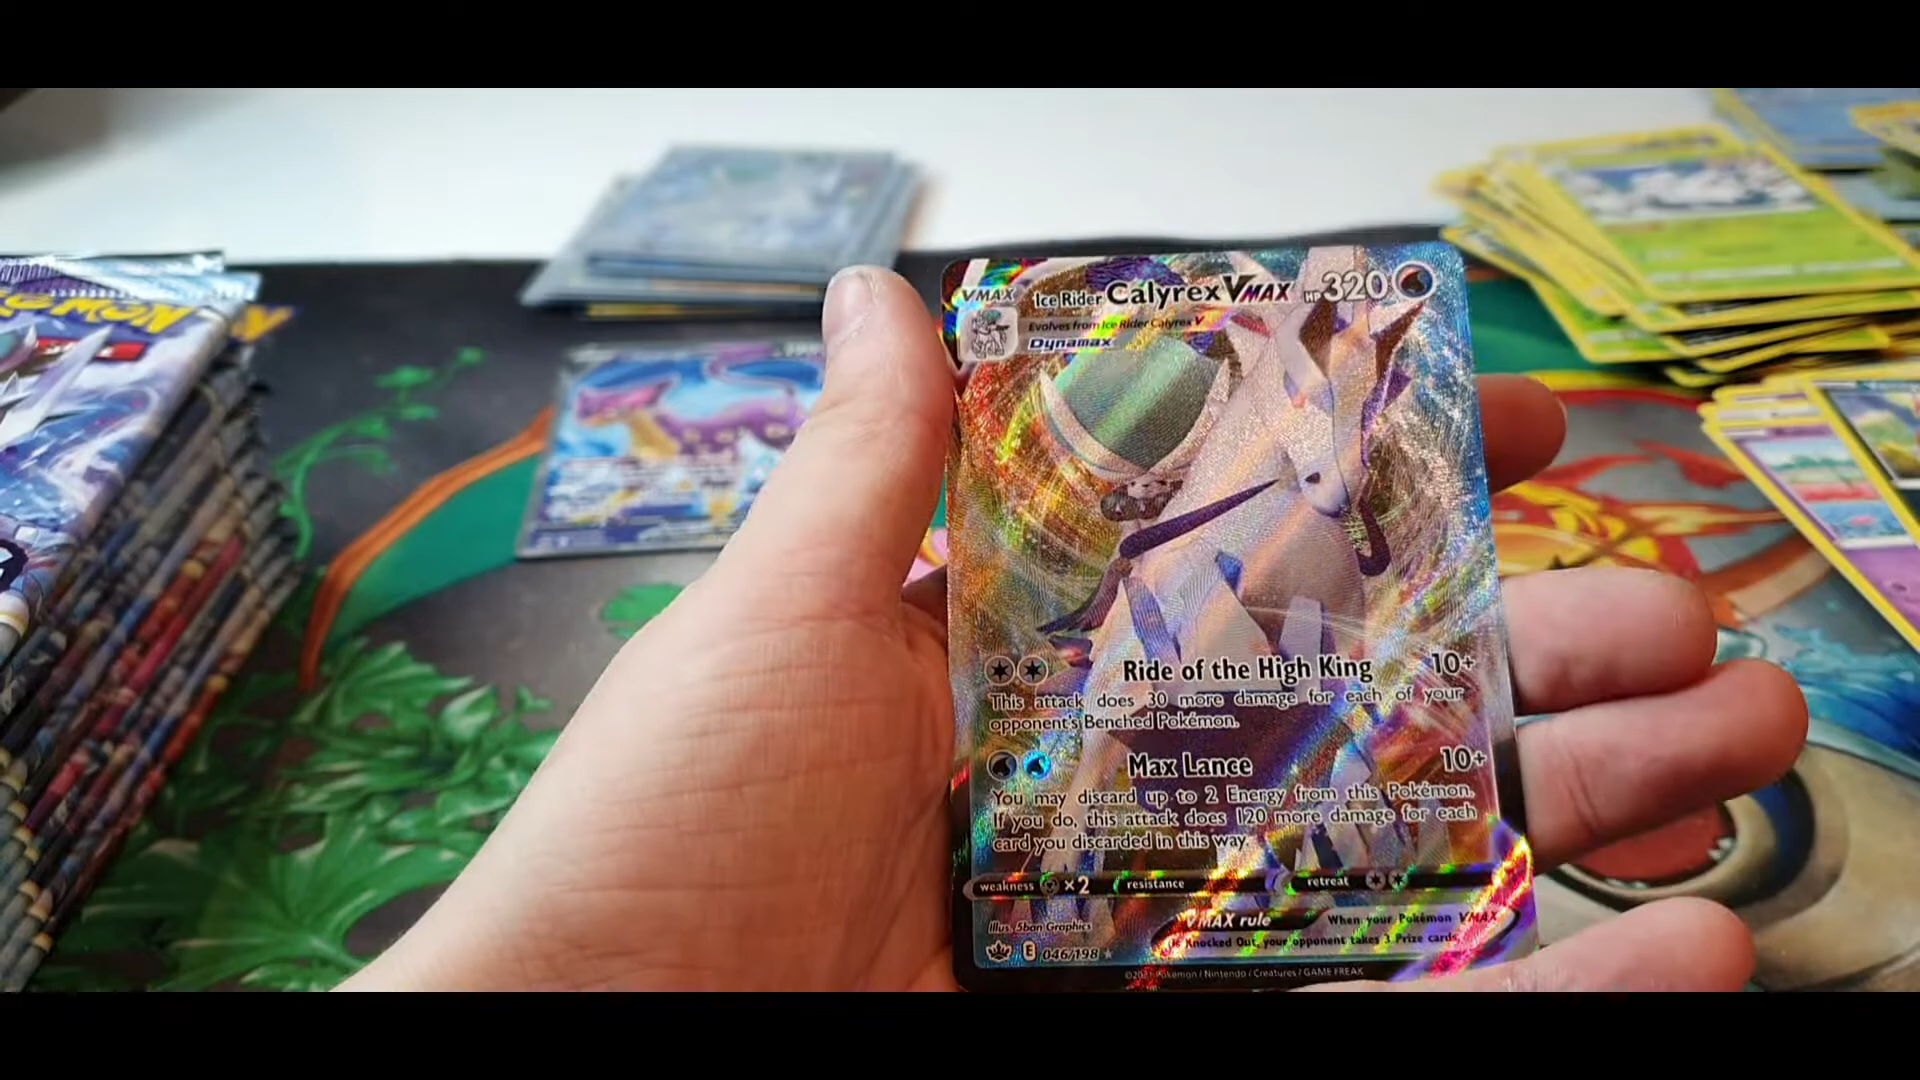 VMAX Ice Rider Calyrex VMAX HP 320
Evolves from Ice Rider Calyrex V
Dynamax
Ride of the High King 10+
This attack does 30 more damage for each of your
opponent's Benched Pokémon.
Max Lance 10+
You may discard up to 2 Energy from this Pokémon.
If you do, this attack does 120 more damage for each
card you discarded in this way.
weakness ×2 resistance retreat
Illus. 5ban Graphics
VMAX rule When your Pokémon VMAX
is Knocked Out, your opponent takes 3 Prize cards.
E 046/198
Pokémon / Nintendo / Creatures / GAME FREAK